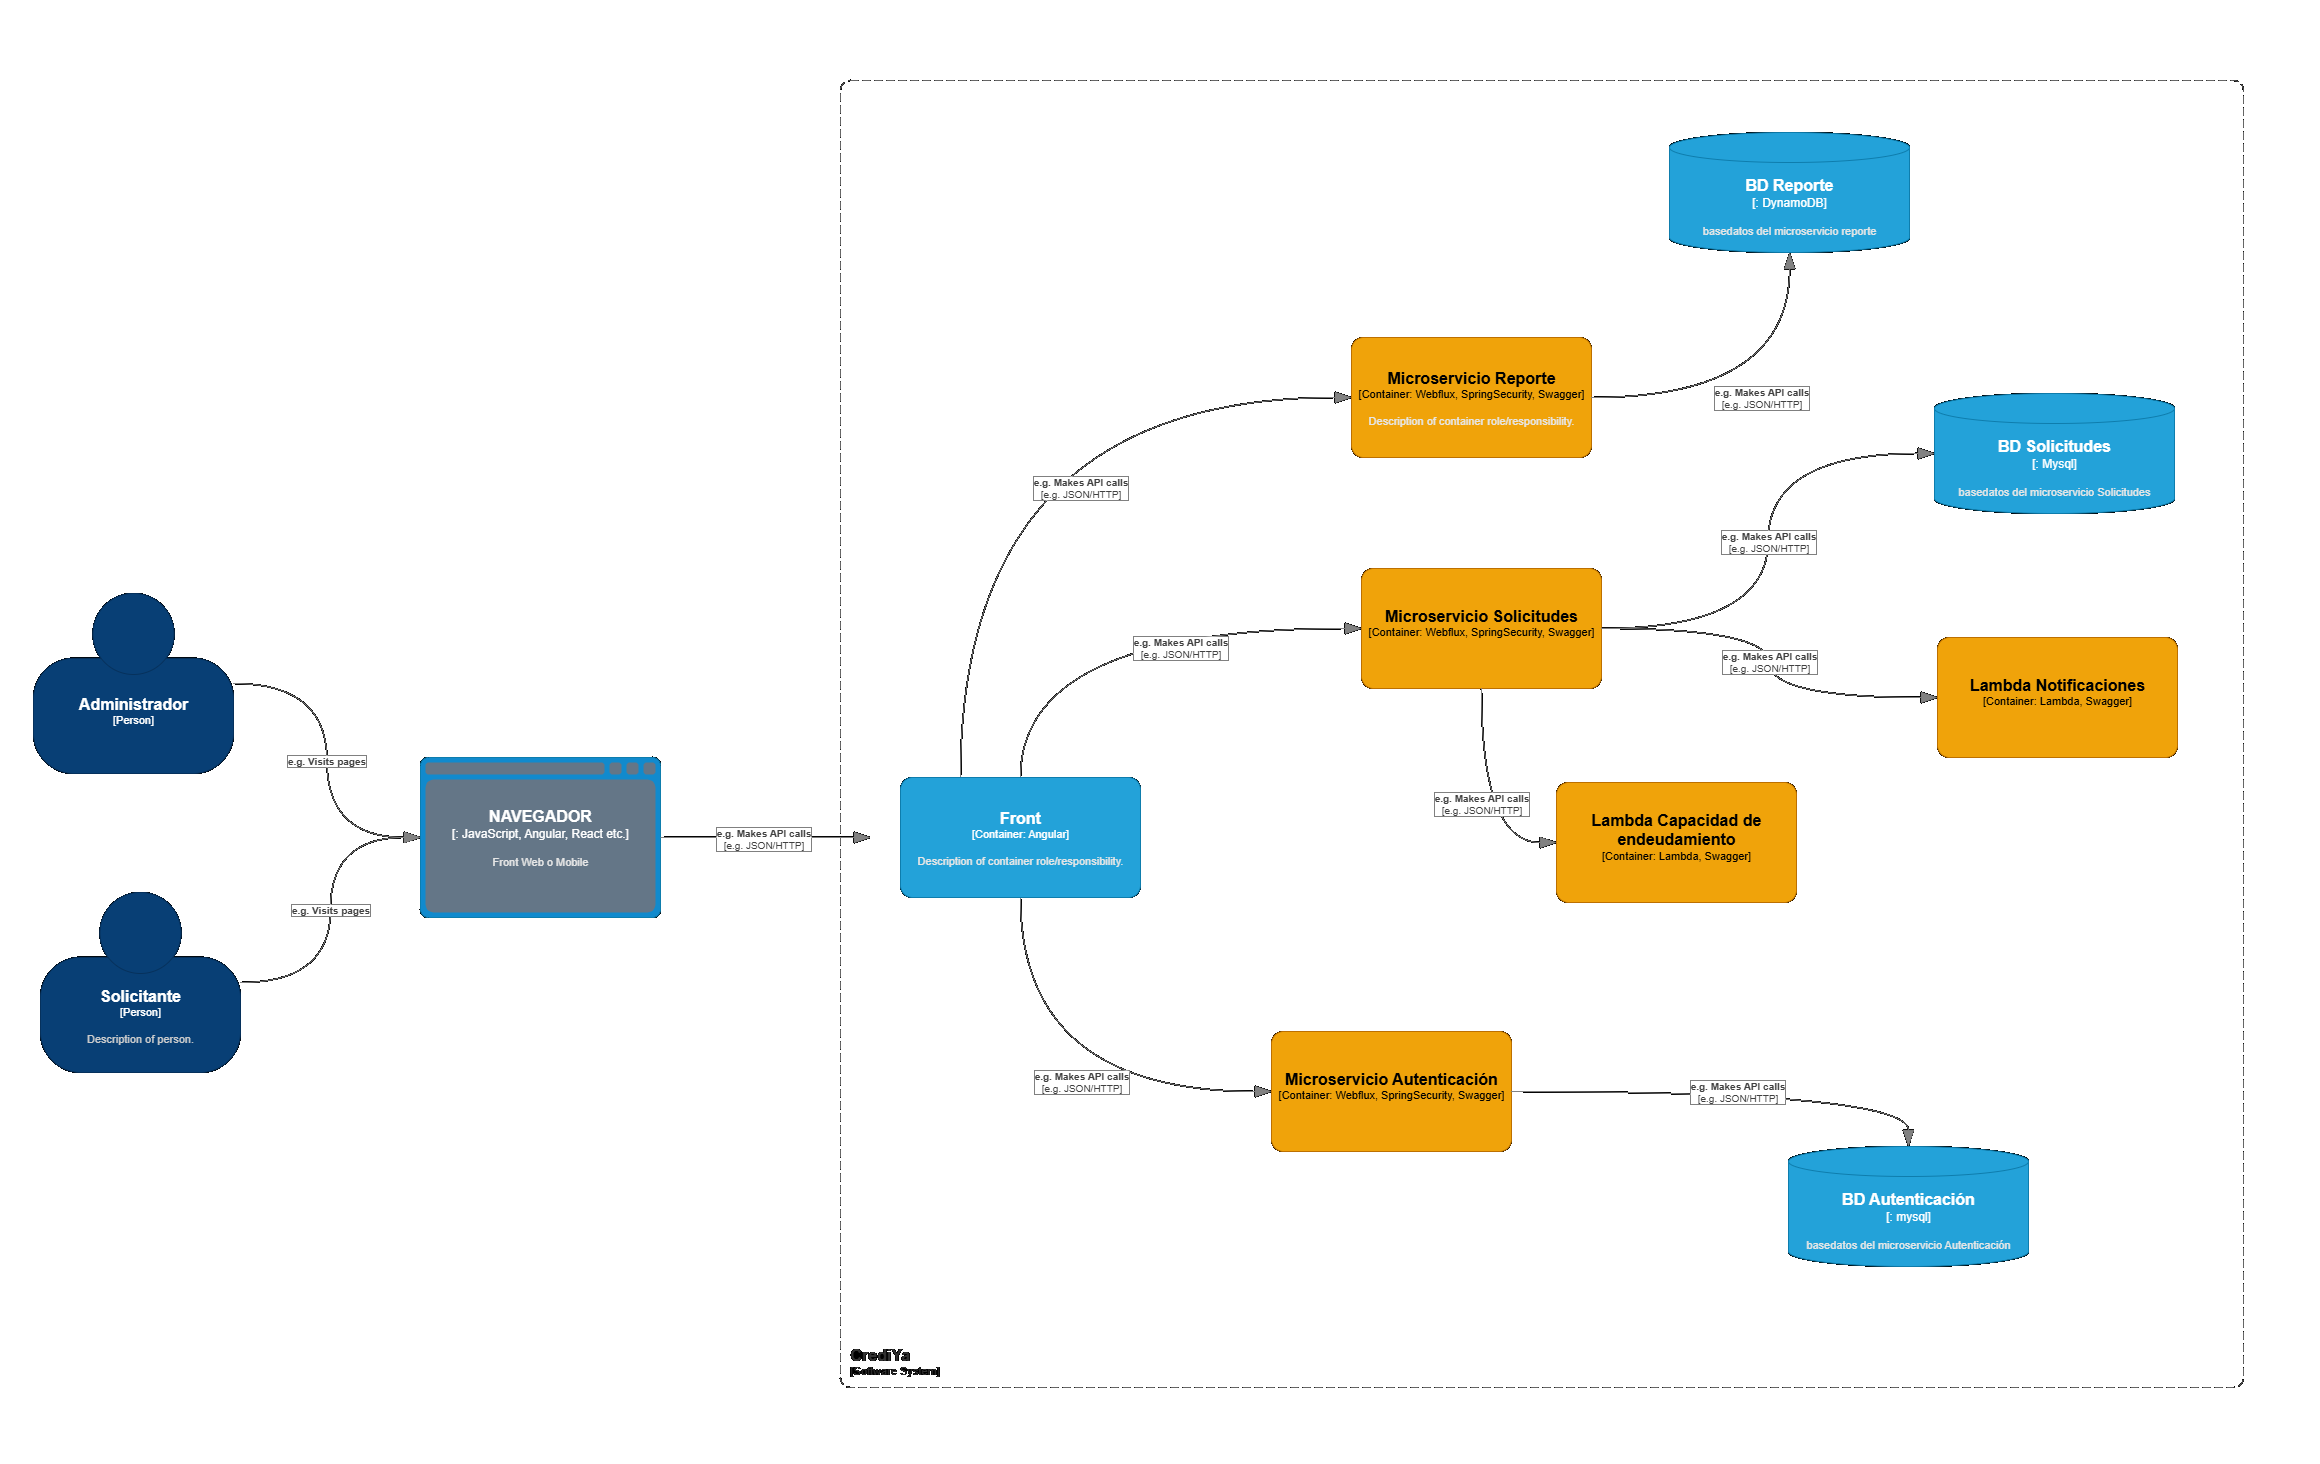 Administrador
[Person]
e.g. Visits pages
Solicitante
[Person]
Description of person.
e.g. Visits pages
NAVEGADOR
[: JavaScript, Angular, React etc.]
Front Web o Mobile
e.g. Makes API calls
[e.g. JSON/HTTP]
Front
[Container: Angular]
Description of container role/responsibility.
e.g. Makes API calls
[e.g. JSON/HTTP]
Microservicio Reporte
[Container: Webflux, SpringSecurity, Swagger]
Description of container role/responsibility.
e.g. Makes API calls
[e.g. JSON/HTTP]
BD Reporte
[: DynamoDB]
basedatos del microservicio reporte
e.g. Makes API calls
[e.g. JSON/HTTP]
Microservicio Solicitudes
[Container: Webflux, SpringSecurity, Swagger]
e.g. Makes API calls
[e.g. JSON/HTTP]
BD Solicitudes
[: Mysql]
basedatos del microservicio Solicitudes
e.g. Makes API calls
[e.g. JSON/HTTP]
Lambda Notificaciones
[Container: Lambda, Swagger]
e.g. Makes API calls
[e.g. JSON/HTTP]
Lambda Capacidad de
endeudamiento
[Container: Lambda, Swagger]
e.g. Makes API calls
[e.g. JSON/HTTP]
Microservicio Autenticación
[Container: Webflux, SpringSecurity, Swagger]
e.g. Makes API calls
[e.g. JSON/HTTP]
BD Autenticación
[: mysql]
basedatos del microservicio Autenticación
CrediYa
[Software System]